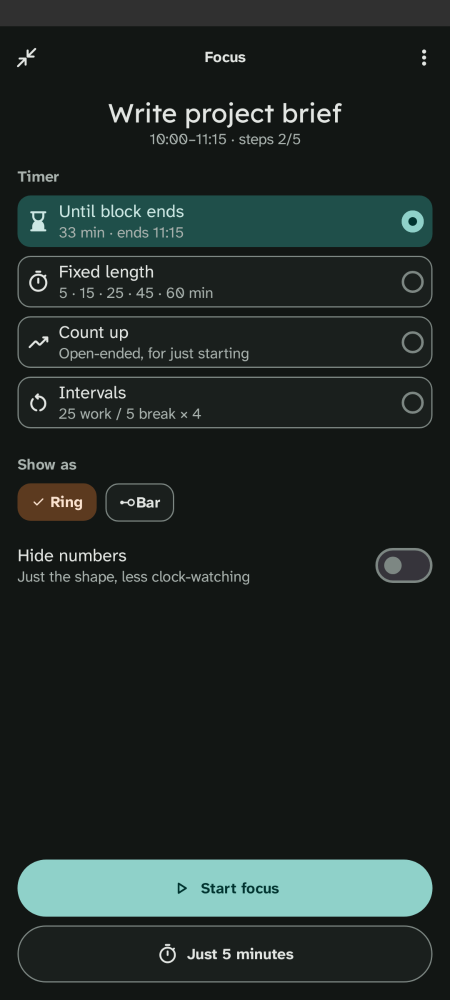 Focus
Write project brief
10:00–11:15 · steps 2/5
Timer
Until block ends
33 min · ends 11:15
Fixed length
5 · 15 · 25 · 45 · 60 min
Count up
Open-ended, for just starting
Intervals
25 work / 5 break × 4
Show as
Ring
Bar
Hide numbers
Just the shape, less clock-watching
Start focus
Just 5 minutes